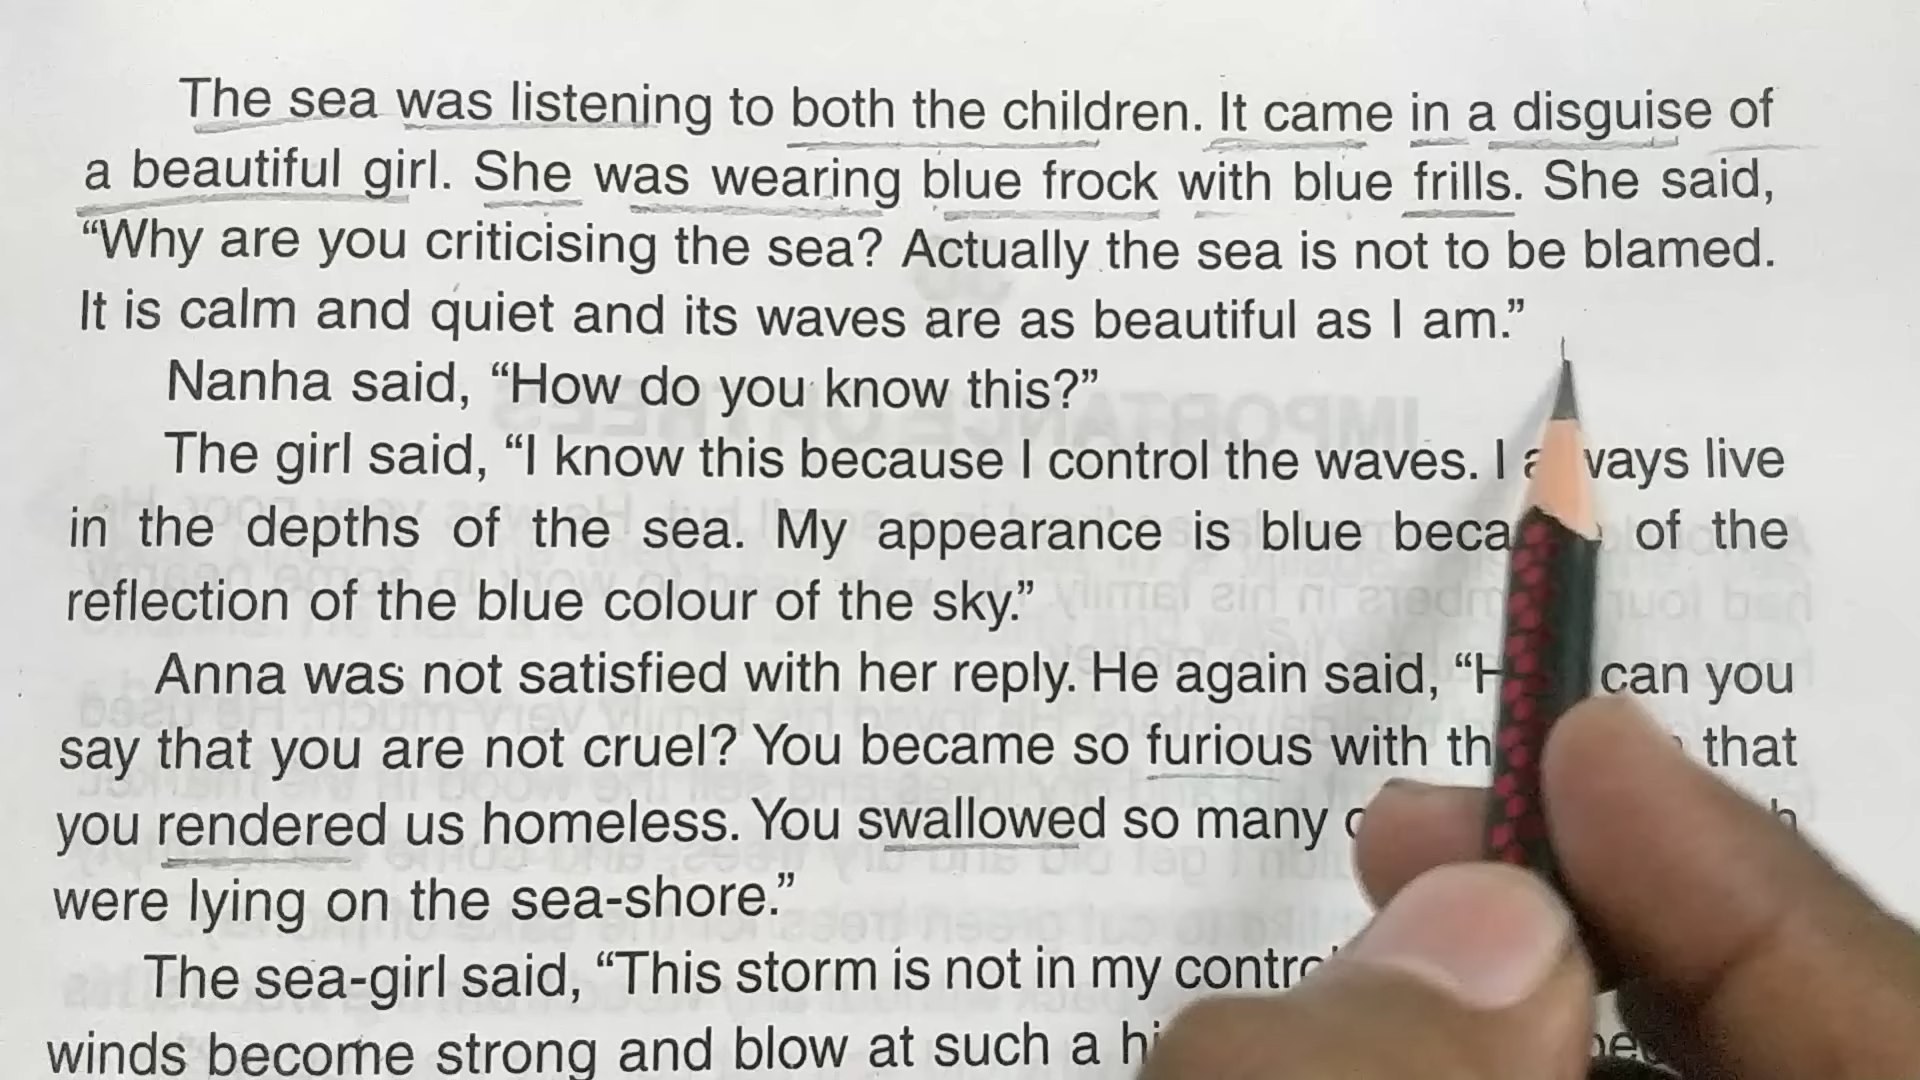 The sea was listening to both the children. It came in a disguise of
a beautiful girl. She was wearing blue frock with blue frills. She said,
“Why are you criticising the sea? Actually the sea is not to be blamed.
It is calm and quiet and its waves are as beautiful as I am.”
Nanha said, “How do you know this?”
The girl said, “I know this because I control the waves. I always live
in the depths of the sea. My appearance is blue because of the
reflection of the blue colour of the sky.”
Anna was not satisfied with her reply. He again said, “How can you
say that you are not cruel? You became so furious with that
you rendered us homeless. You swallowed so many
were lying on the sea-shore.”
The sea-girl said, “This storm is not in my control
winds become strong and blow at such a